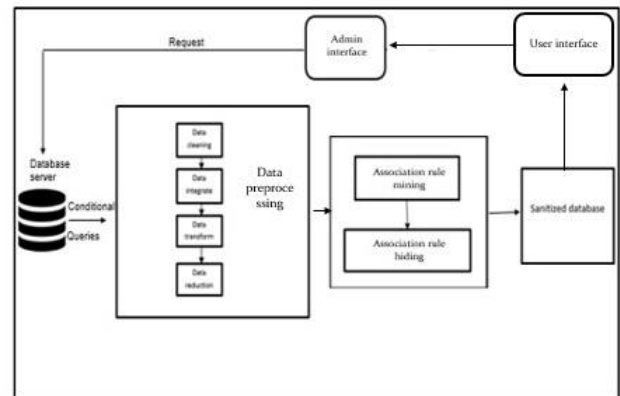 Request
Admin
interface
User interface
Database
server
Conditional
Queries
Data
cleaning
Data
integrate
Data
transform
Data
reduction
Data
preproce
ssing
Association rule
mining
Association rule
hiding
Sanitized database